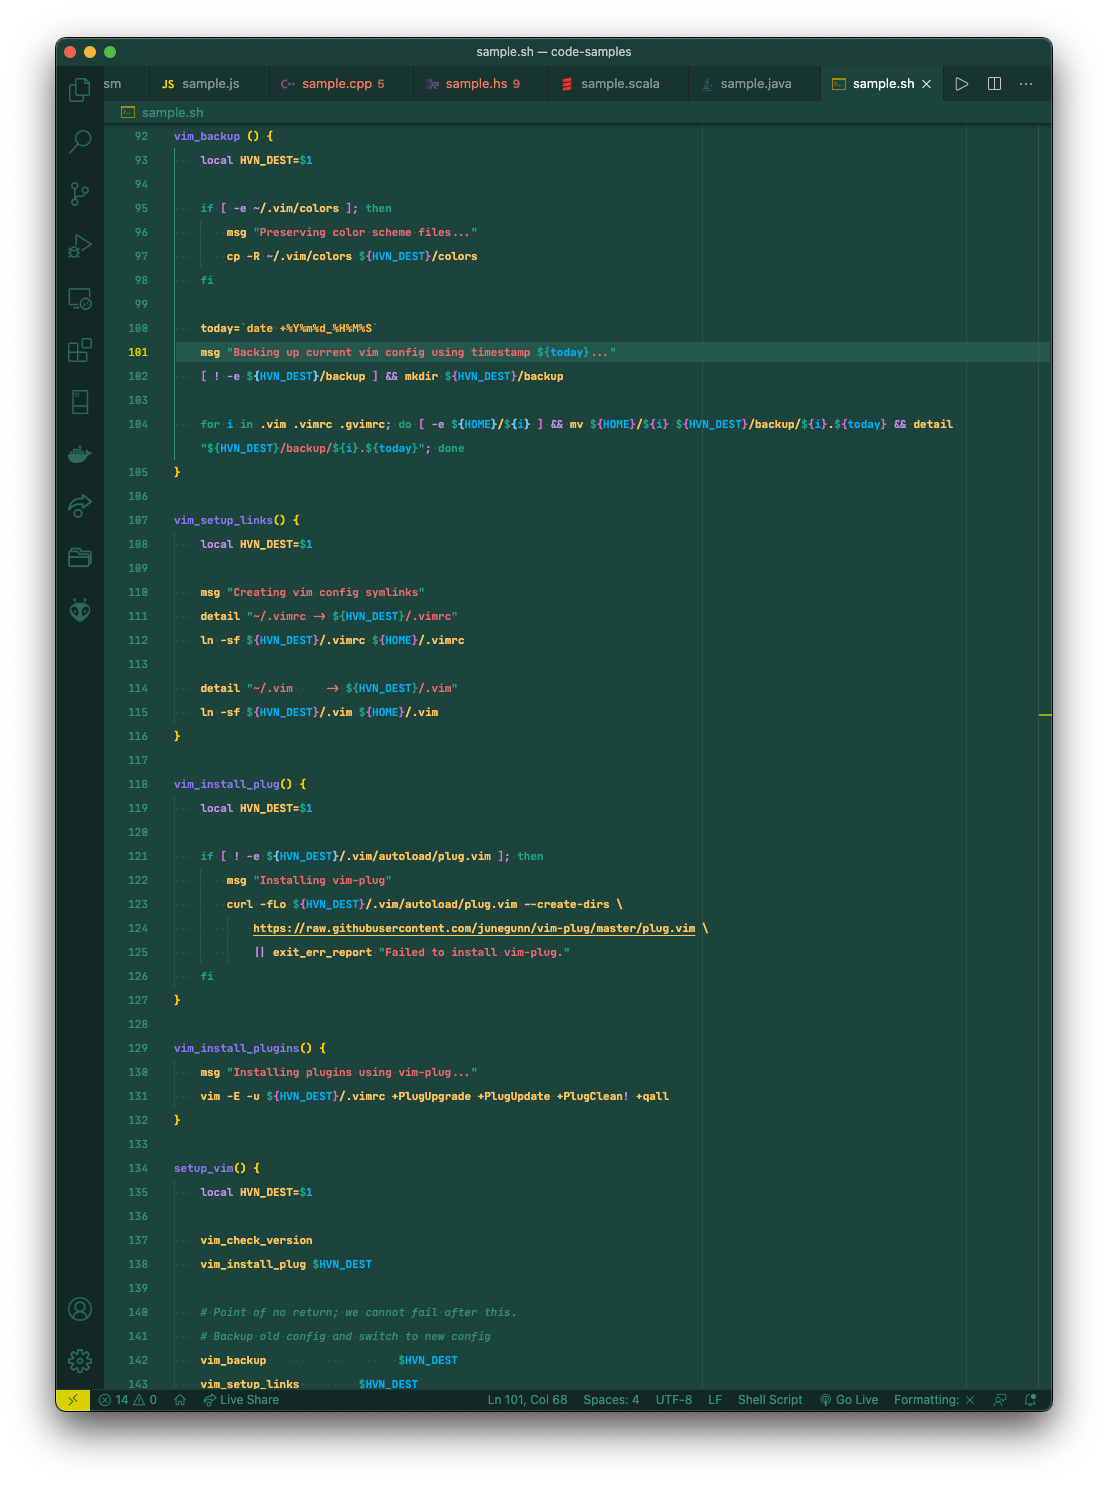 sample.sh — code-samples
sm JS sample.js C++ sample.cpp 5 sample.hs 9 sample.scala sample.java sample.sh × ···
sample.sh
92 vim_backup () {
93 local HVN_DEST=$1
94
95 if [ -e ~/.vim/colors ]; then
96 msg "Preserving color scheme files..."
97 cp -R ~/.vim/colors ${HVN_DEST}/colors
98 fi
99
100 today=`date +%Y%m%d_%H%M%S`
101 msg "Backing up current vim config using timestamp ${today}..."
102 [ ! -e ${HVN_DEST}/backup ] && mkdir ${HVN_DEST}/backup
103
104 for i in .vim .vimrc .gvimrc; do [ -e ${HOME}/${i} ] && mv ${HOME}/${i} ${HVN_DEST}/backup/${i}.${today} && detail
"${HVN_DEST}/backup/${i}.${today}"; done
105 }
106
107 vim_setup_links() {
108 local HVN_DEST=$1
109
110 msg "Creating vim config symlinks"
111 detail "~/.vimrc -> ${HVN_DEST}/.vimrc"
112 ln -sf ${HVN_DEST}/.vimrc ${HOME}/.vimrc
113
114 detail "~/.vim -> ${HVN_DEST}/.vim"
115 ln -sf ${HVN_DEST}/.vim ${HOME}/.vim
116 }
117
118 vim_install_plug() {
119 local HVN_DEST=$1
120
121 if [ ! -e ${HVN_DEST}/.vim/autoload/plug.vim ]; then
122 msg "Installing vim-plug"
123 curl -fLo ${HVN_DEST}/.vim/autoload/plug.vim --create-dirs \
124 https://raw.githubusercontent.com/junegunn/vim-plug/master/plug.vim \
125 || exit_err_report "Failed to install vim-plug."
126 fi
127 }
128
129 vim_install_plugins() {
130 msg "Installing plugins using vim-plug..."
131 vim -E -u ${HVN_DEST}/.vimrc +PlugUpgrade +PlugUpdate +PlugClean! +qall
132 }
133
134 setup_vim() {
135 local HVN_DEST=$1
136
137 vim_check_version
138 vim_install_plug $HVN_DEST
139
140 # Point of no return; we cannot fail after this.
141 # Backup old config and switch to new config
142 vim_backup $HVN_DEST
143 vim_setup_links $HVN_DEST
14 0 Live Share Ln 101, Col 68 Spaces: 4 UTF-8 LF Shell Script Go Live Formatting: ×